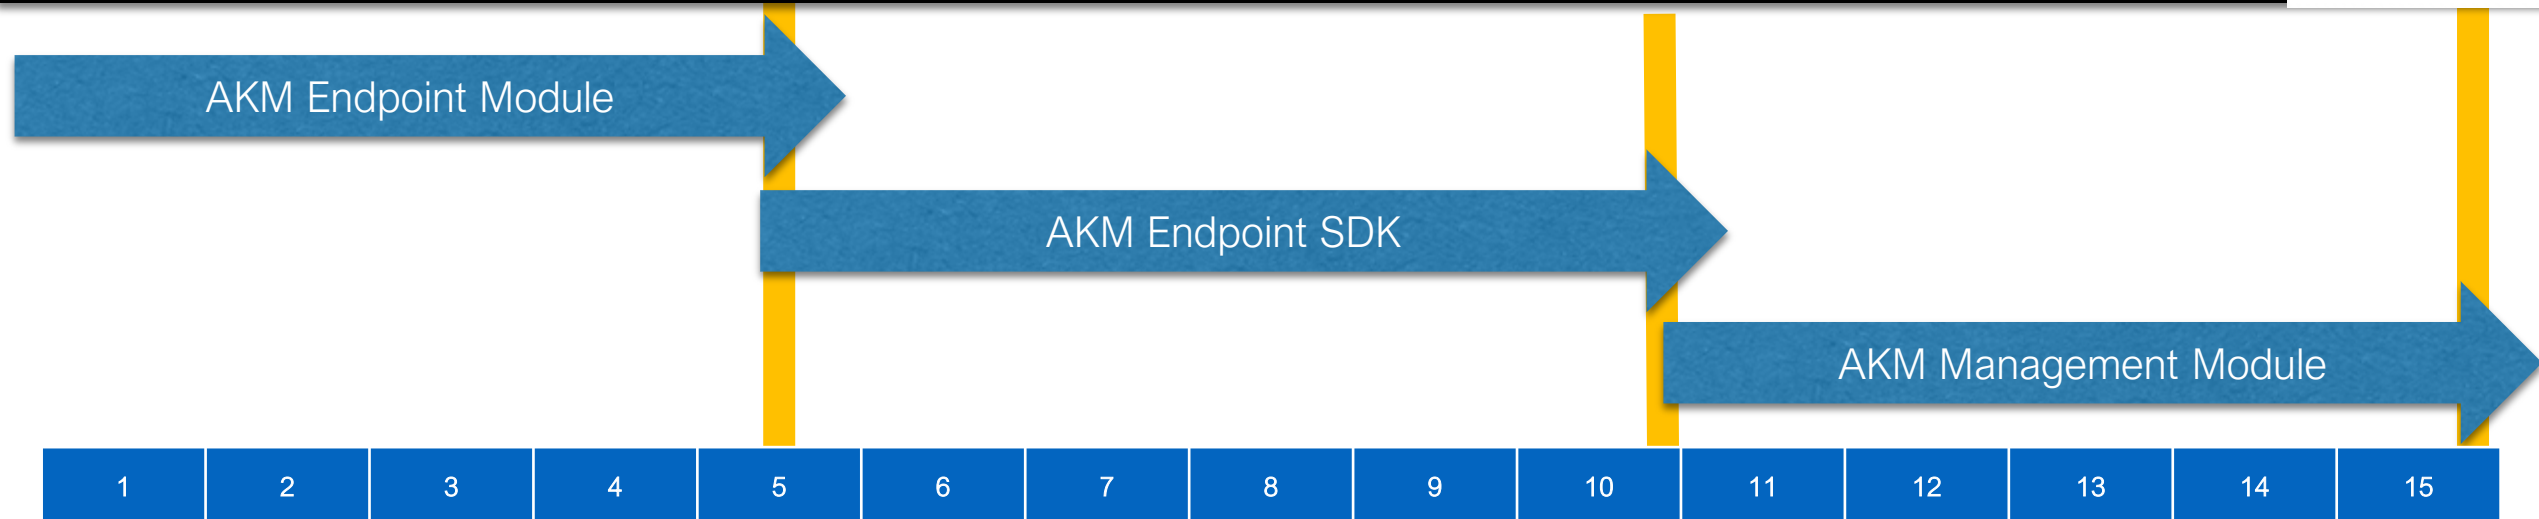 AKM Endpoint Module
AKM Endpoint SDK
AKM Management Module
1 2 3 4 5 6 7 8 9 10 11 12 13 14 15